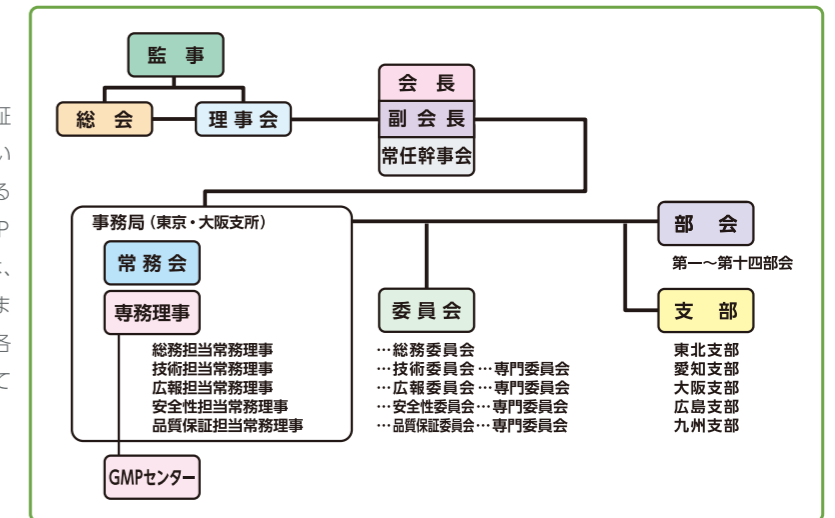 証
い
る
P
、
ま
各
て
監 事
総 会
理 事 会
会 長
副 会 長
常任幹事会
事務局（東京・大阪支所）
常 務 会
専務理事
総務担当常務理事
技術担当常務理事
広報担当常務理事
安全性担当常務理事
品質保証担当常務理事
GMPセンター
委 員 会
…総務委員会
…技術委員会…専門委員会
…広報委員会…専門委員会
…安全性委員会…専門委員会
…品質保証委員会…専門委員会
部 会
第一～第十四部会
支 部
東北支部
愛知支部
大阪支部
広島支部
九州支部